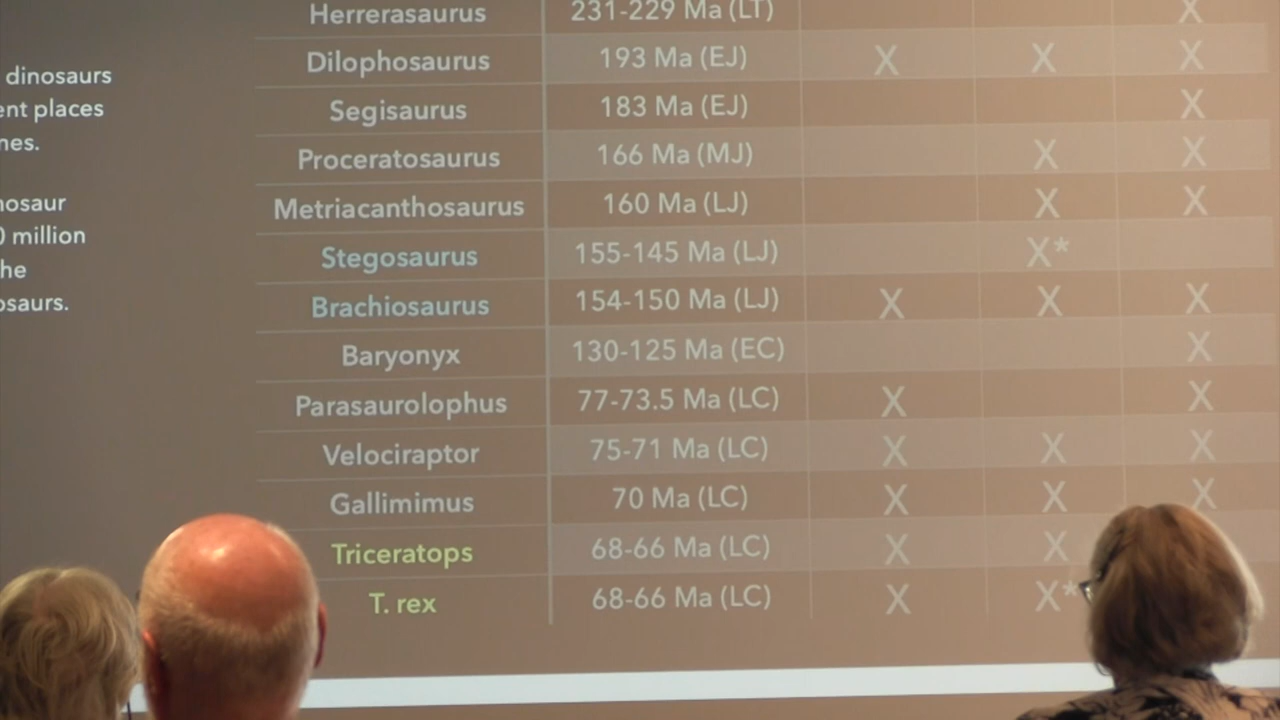 dinosaurs
ent places
nes.
nosaur
0 million
he
osaurs.
Herrerasaurus 231-229 Ma (LT) X
Dilophosaurus 193 Ma (EJ) X X X
Segisaurus 183 Ma (EJ) X
Proceratosaurus 166 Ma (MJ) X X
Metriacanthosaurus 160 Ma (LJ) X X
Stegosaurus 155-145 Ma (LJ) X*
Brachiosaurus 154-150 Ma (LJ) X X X
Baryonyx 130-125 Ma (EC) X
Parasaurolophus 77-73.5 Ma (LC) X X
Velociraptor 75-71 Ma (LC) X X X
Gallimimus 70 Ma (LC) X X X
Triceratops 68-66 Ma (LC) X X
T. rex 68-66 Ma (LC) X X*